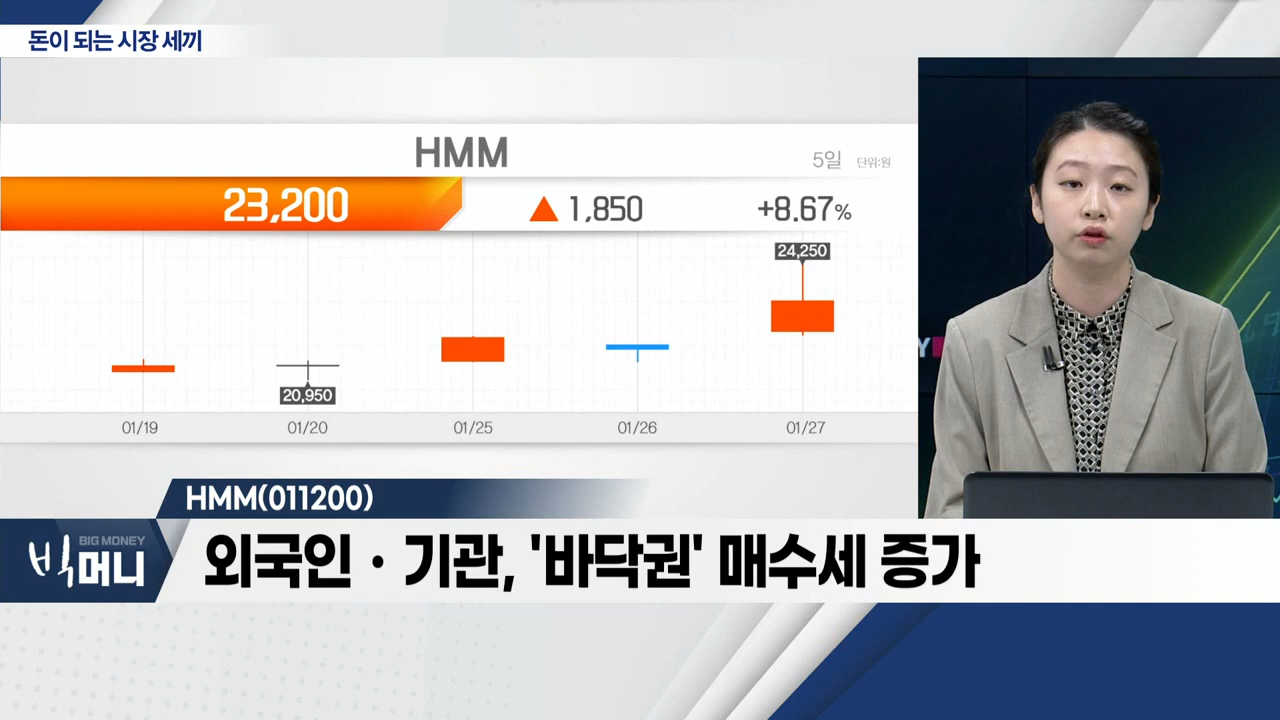 돈이 되는 시장 세끼
HMM
5일 단위:원
23,200 ▲ 1,850 +8.67%
24,250
20,950
01/19 01/20 01/25 01/26 01/27
Y
HMM(011200)
BIG MONEY
빅머니
외국인·기관, '바닥권' 매수세 증가